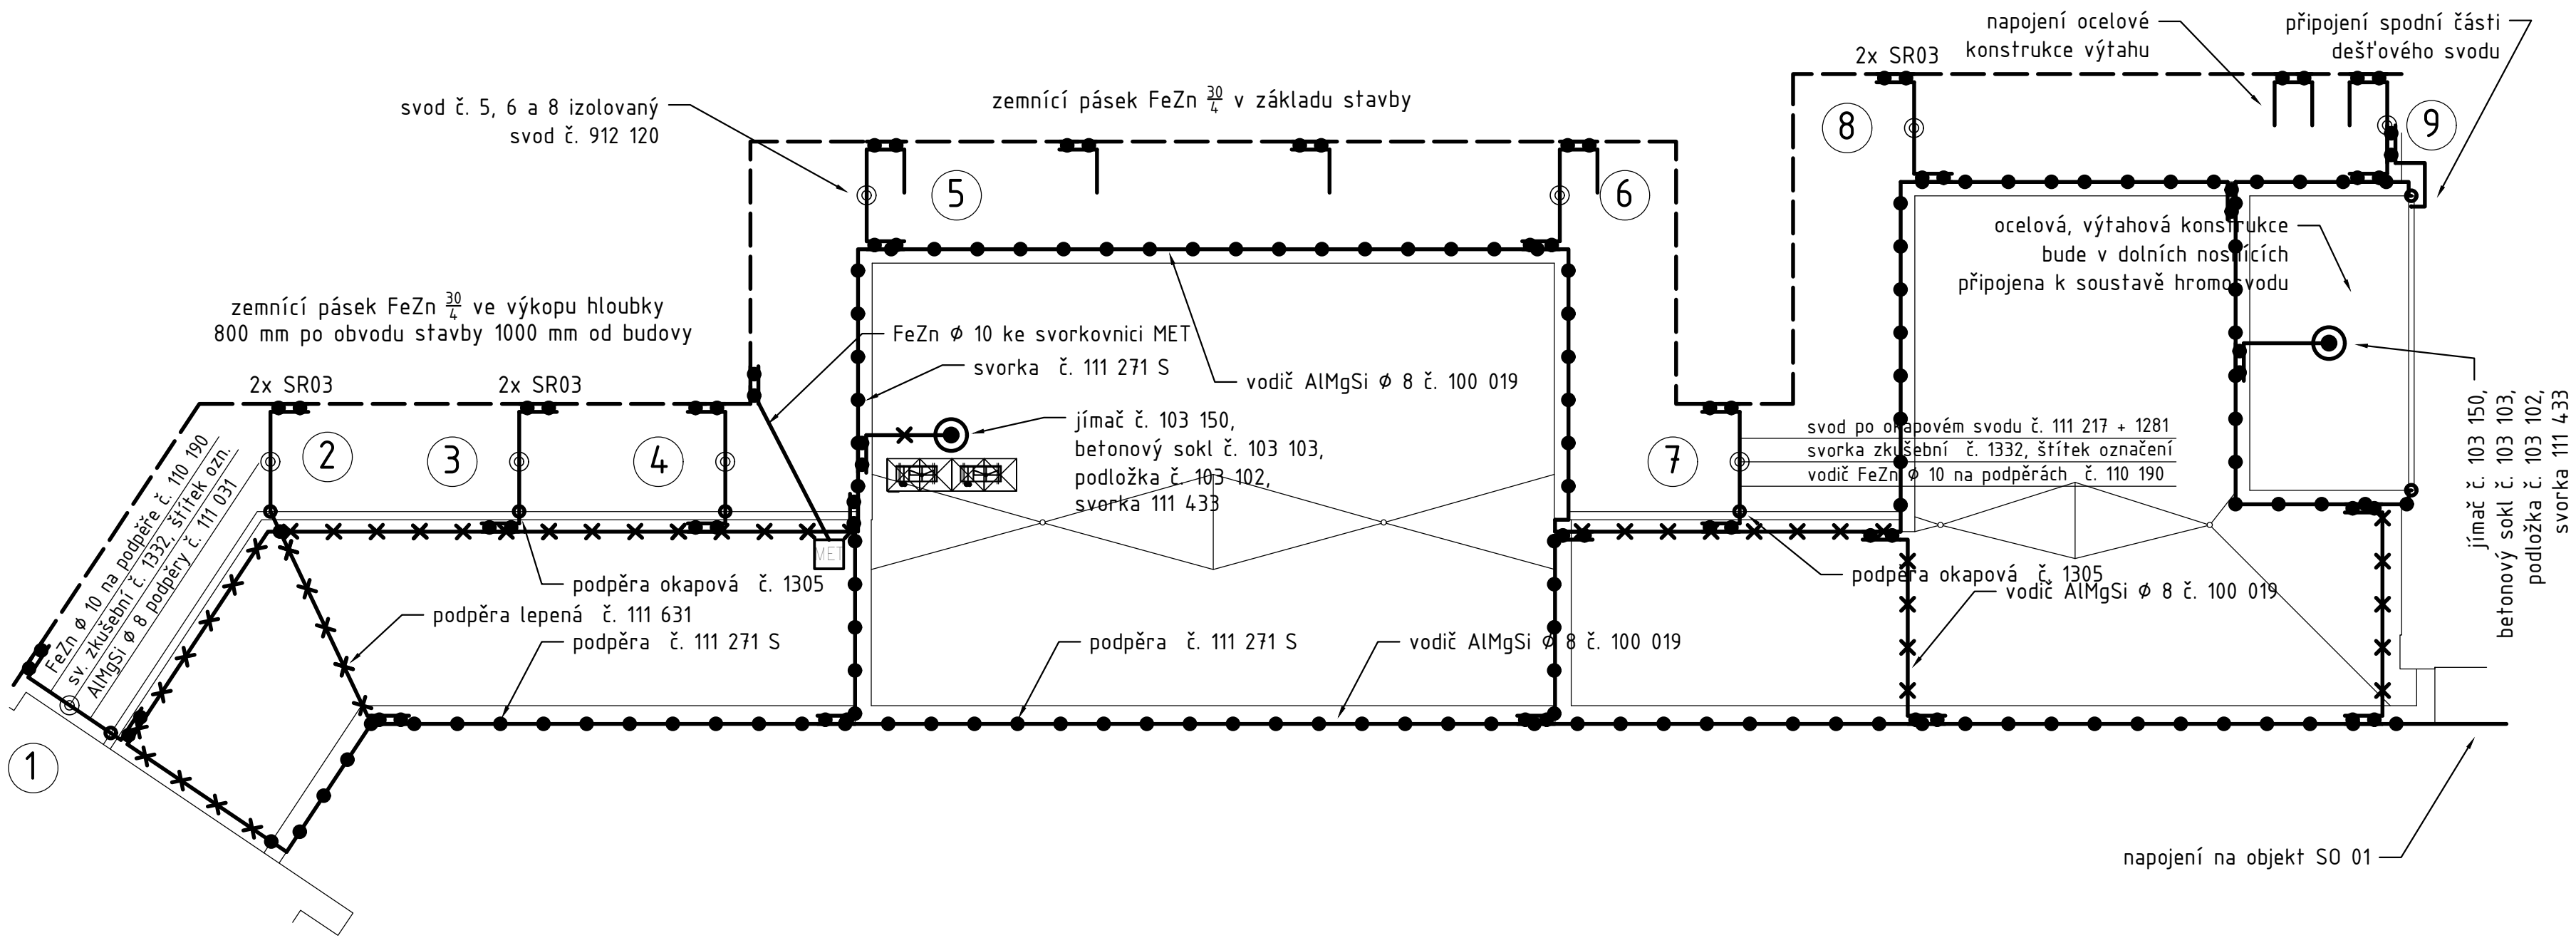 napojení ocelové
konstrukce výtahu
připojení spodní části
dešťového svodu
2x SR03
svod č. 5, 6 a 8 izolovaný
svod č. 912 120
zemnící pásek FeZn 30/4 v základu stavby
8
9
5
6
ocelová, výtahová konstrukce
bude v dolních nosnících
připojena k soustavě hromosvodu
zemnící pásek FeZn 30/4 ve výkopu hloubky
800 mm po obvodu stavby 1000 mm od budovy
FeZn ø 10 ke svorkovnici MET
svorka č. 111 271 S
vodič AlMgSi ø 8 č. 100 019
2x SR03
2x SR03
jímač č. 103 150,
betonový sokl č. 103 103,
podložka č. 103 102,
svorka 111 433
jímač č. 103 150,
betonový sokl č. 103 103,
podložka č. 103 102,
svorka 111 433
2
3
4
7
svod po okapovém svodu č. 111 217 + 1281
svorka zkušební č. 1332, štítek označení
vodič FeZn ø 10 na podpěrách č. 110 190
FeZn ø 10 na podpěře č. 110 190
sv. zkušební č. 1332, štítek ozn.
AlMgSi ø 8 podpěry č. 111 031
MET
podpěra okapová č. 1305
podpěra okapová č. 1305
vodič AlMgSi ø 8 č. 100 019
podpěra lepená č. 111 631
podpěra č. 111 271 S
podpěra č. 111 271 S
vodič AlMgSi ø 8 č. 100 019
1
napojení na objekt SO 01